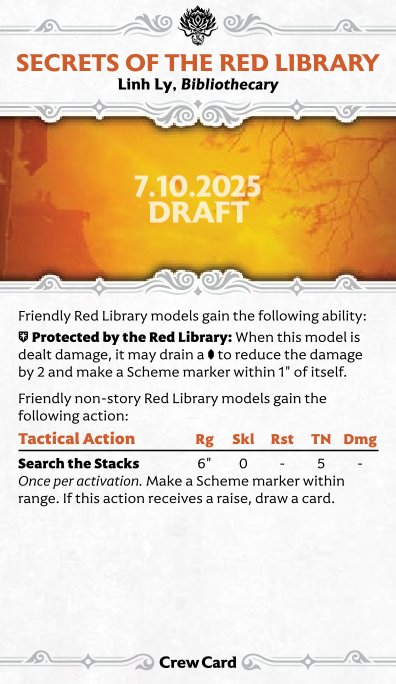 SECRETS OF THE RED LIBRARY
Linh Ly, Bibliothecary
7.10.2025
DRAFT
Friendly Red Library models gain the following ability:
Protected by the Red Library: When this model is
dealt damage, it may drain a to reduce the damage
by 2 and make a Scheme marker within 1" of itself.
Friendly non-story Red Library models gain the
following action:
Tactical Action Rg Skl Rst TN Dmg
Search the Stacks 6" 0 - 5 -
Once per activation. Make a Scheme marker within
range. If this action receives a raise, draw a card.
Crew Card